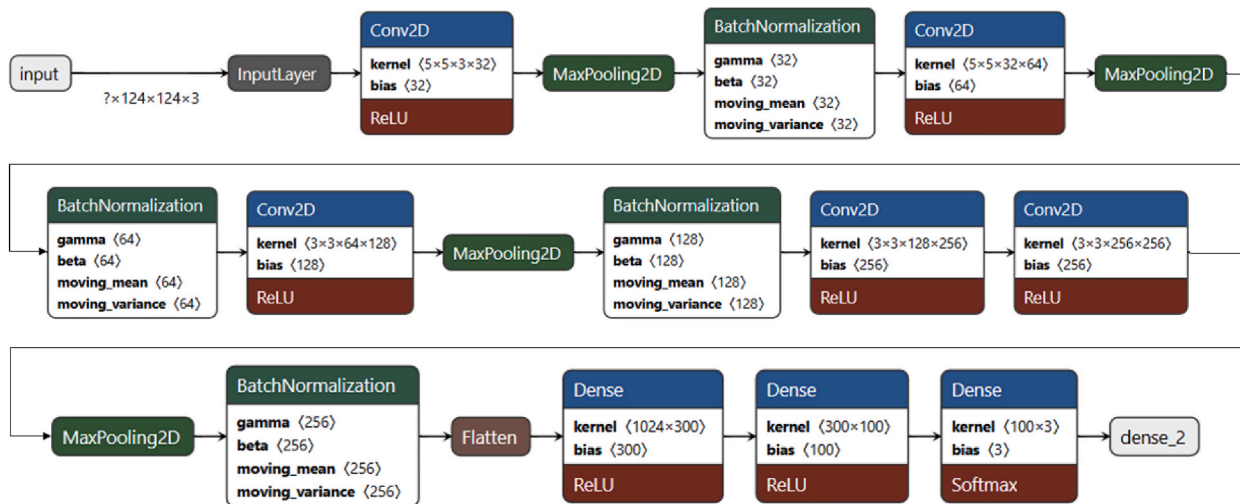 input
?×124×124×3
InputLayer
Conv2D
kernel ⟨5×5×3×32⟩
bias ⟨32⟩
ReLU
MaxPooling2D
BatchNormalization
gamma ⟨32⟩
beta ⟨32⟩
moving_mean ⟨32⟩
moving_variance ⟨32⟩
Conv2D
kernel ⟨5×5×32×64⟩
bias ⟨64⟩
ReLU
MaxPooling2D
BatchNormalization
gamma ⟨64⟩
beta ⟨64⟩
moving_mean ⟨64⟩
moving_variance ⟨64⟩
Conv2D
kernel ⟨3×3×64×128⟩
bias ⟨128⟩
ReLU
MaxPooling2D
BatchNormalization
gamma ⟨128⟩
beta ⟨128⟩
moving_mean ⟨128⟩
moving_variance ⟨128⟩
Conv2D
kernel ⟨3×3×128×256⟩
bias ⟨256⟩
ReLU
Conv2D
kernel ⟨3×3×256×256⟩
bias ⟨256⟩
ReLU
MaxPooling2D
BatchNormalization
gamma ⟨256⟩
beta ⟨256⟩
moving_mean ⟨256⟩
moving_variance ⟨256⟩
Flatten
Dense
kernel ⟨1024×300⟩
bias ⟨300⟩
ReLU
Dense
kernel ⟨300×100⟩
bias ⟨100⟩
ReLU
Dense
kernel ⟨100×3⟩
bias ⟨3⟩
Softmax
dense_2